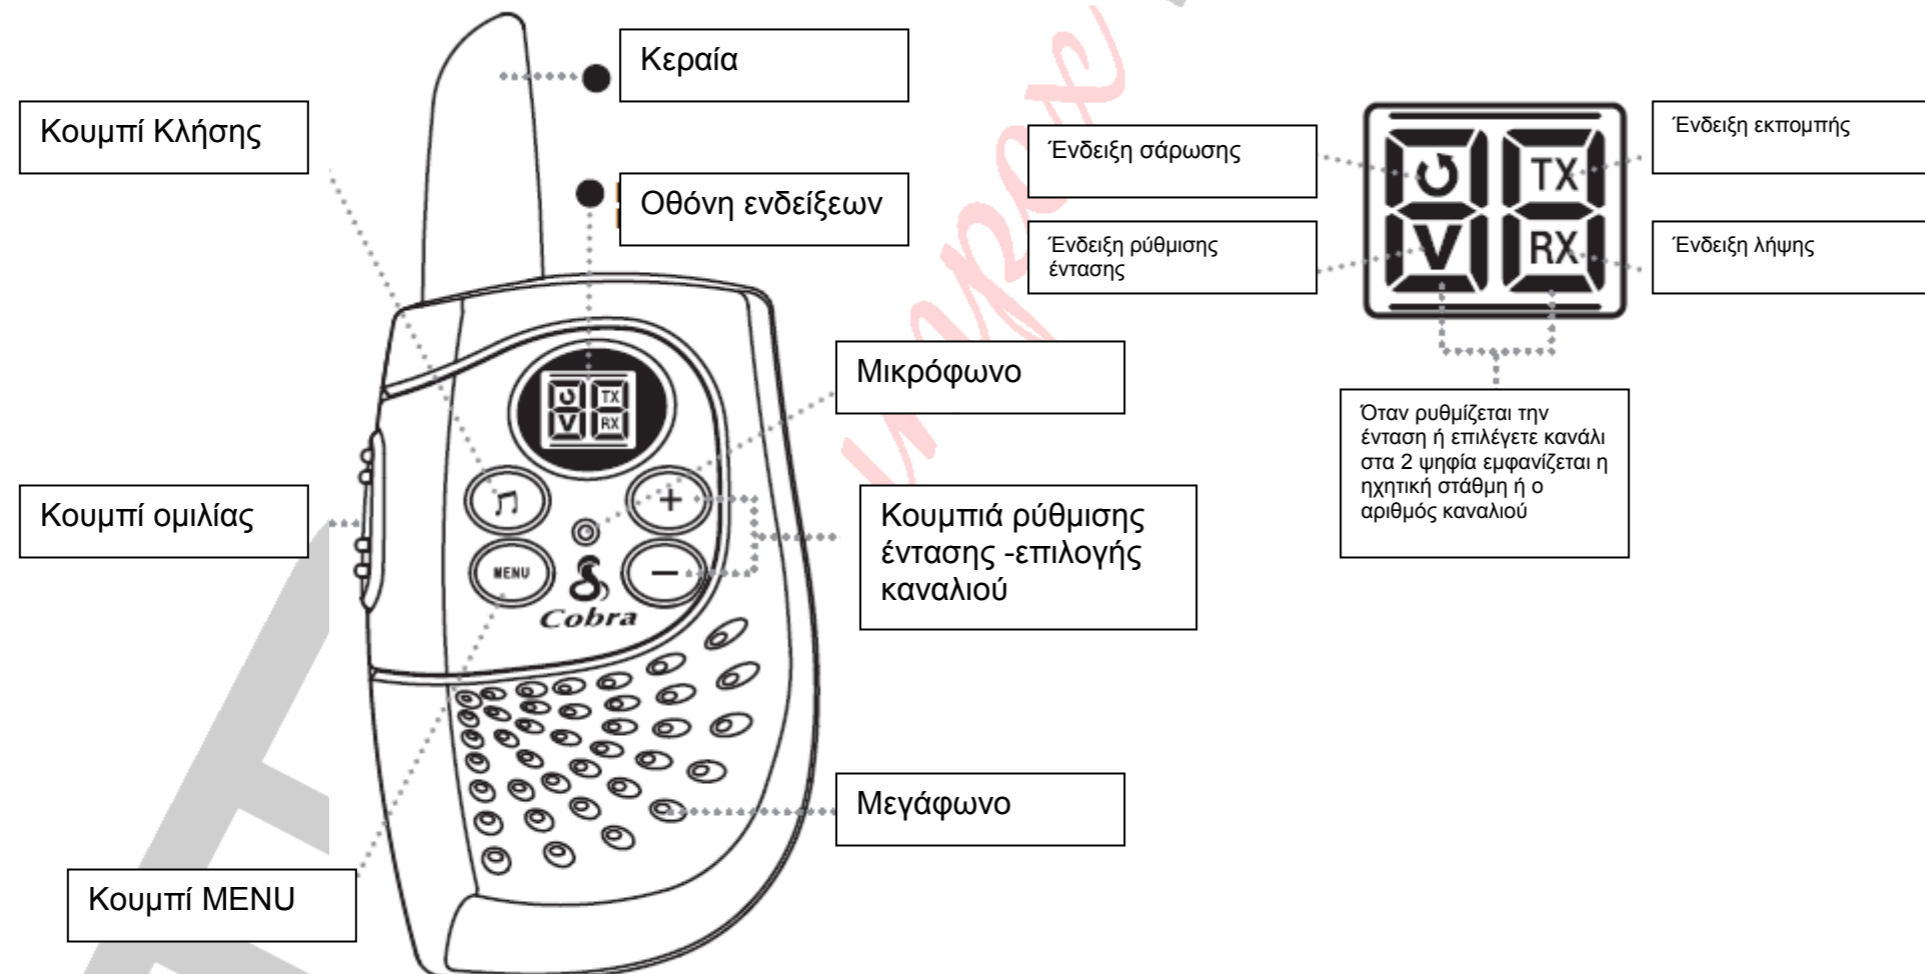 Κεραία
Κουμπί Κλήσης
Οθόνη ενδείξεων
Μικρόφωνο
Κουμπί ομιλίας
Κουμπιά ρύθμισης
έντασης -επιλογής
καναλιού
MENU
Cobra
TX
RX
Μεγάφωνο
Κουμπί MENU
Ένδειξη σάρωσης
Ένδειξη εκπομπής
TX
Ένδειξη ρύθμισης
έντασης
V
RX
Ένδειξη λήψης
Όταν ρυθμίζεται την
ένταση ή επιλέγετε κανάλι
στα 2 ψηφία εμφανίζεται η
ηχητική στάθμη ή ο
αριθμός καναλιού